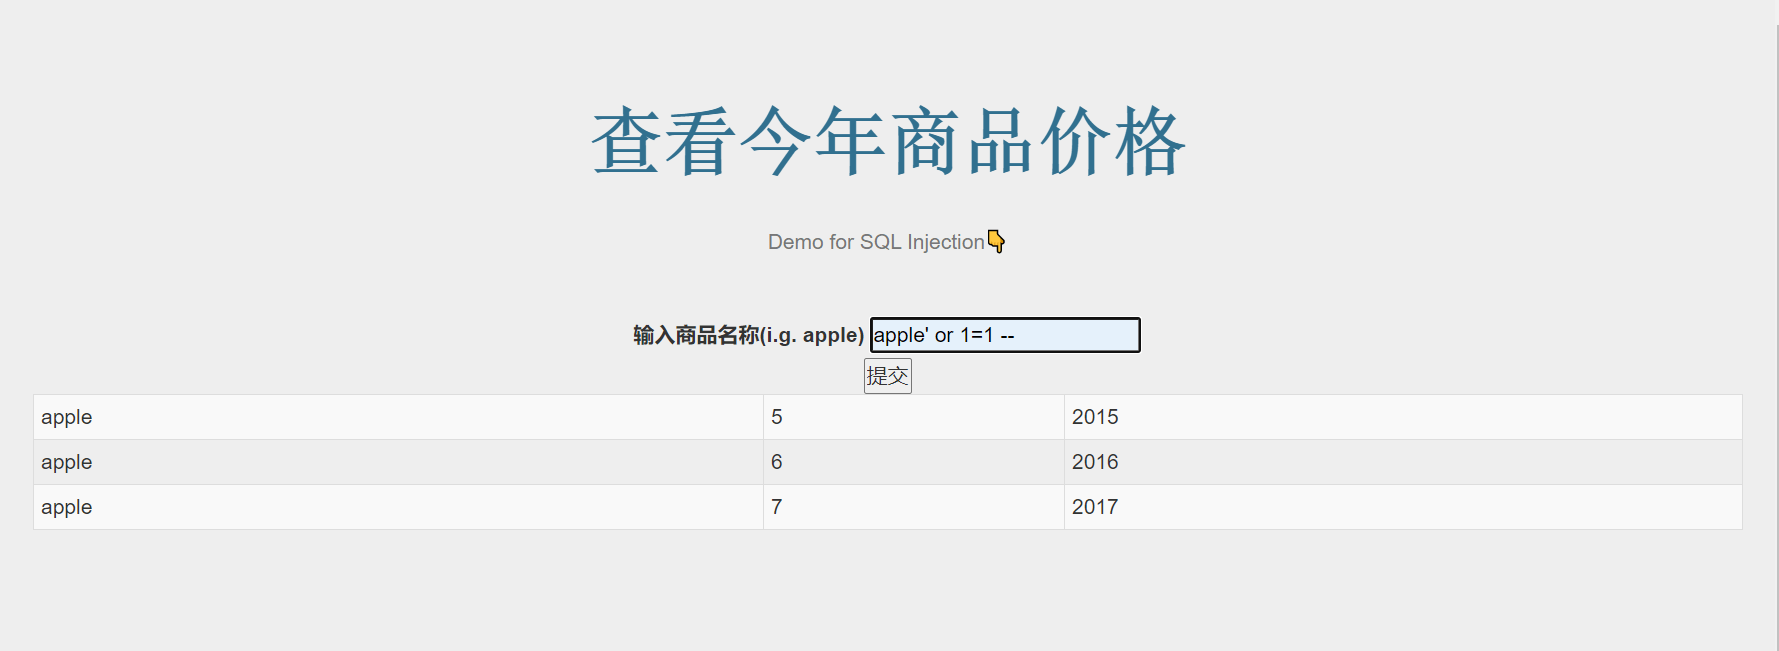 查看今年商品价格
Demo for SQL Injection👇
输入商品名称(i.g. apple) apple' or 1=1 --
提交
apple 5 2015
apple 6 2016
apple 7 2017